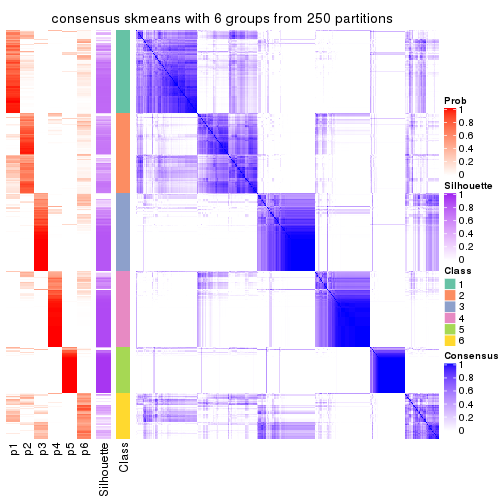 consensus skmeans with 6 groups from 250 partitions
Prob
1
0.8
0.6
0.4
0.2
0
Silhouette
1
0.8
0.6
0.4
0.2
0
Class
1
2
3
4
5
6
Consensus
1
0.8
0.6
0.4
0.2
0
p1
p2
p3
p4
p5
p6
Silhouette
Class